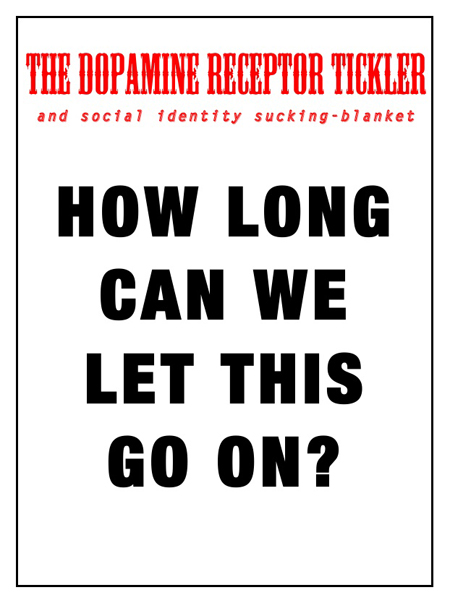 THE DOPAMINE RECEPTOR TICKLER
and social identity sucking-blanket
HOW LONG
CAN WE
LET THIS
GO ON?